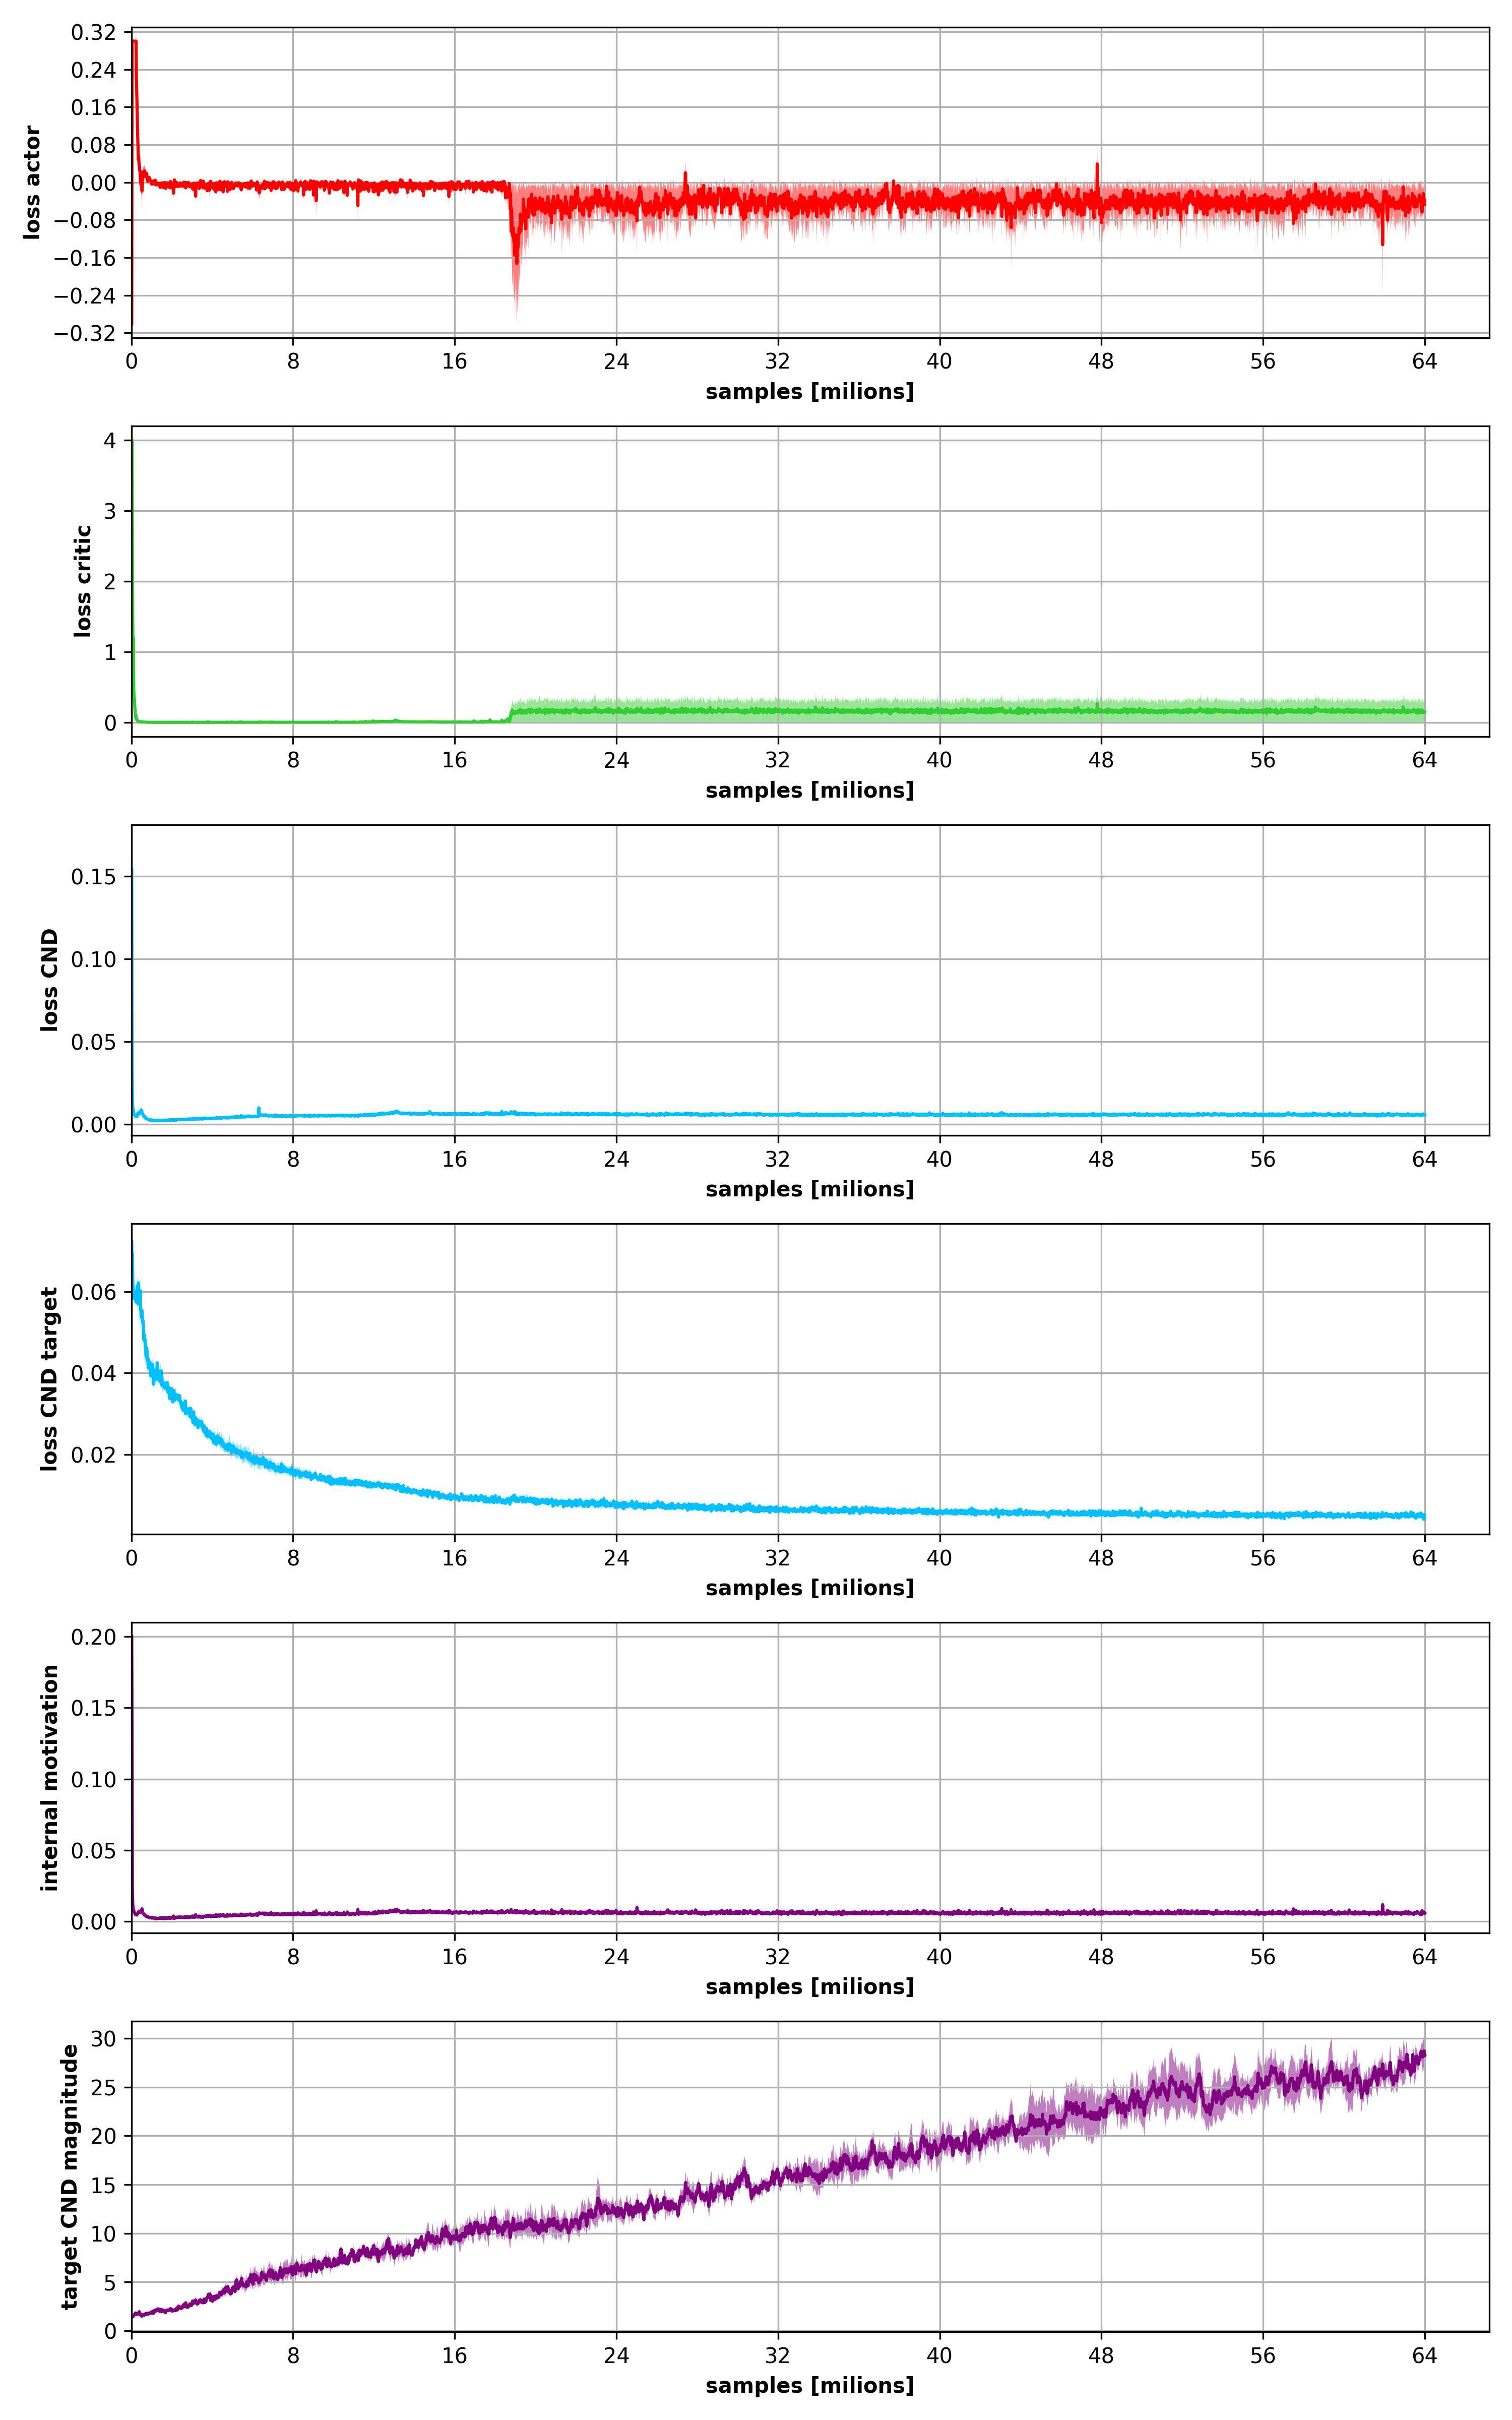 loss actor
0.32
0.24
0.16
0.08
0.00
−0.08
−0.16
−0.24
−0.32
0 8 16 24 32 40 48 56 64
samples [milions]
loss critic
4
3
2
1
0
0 8 16 24 32 40 48 56 64
samples [milions]
loss CND
0.15
0.10
0.05
0.00
0 8 16 24 32 40 48 56 64
samples [milions]
loss CND target
0.06
0.04
0.02
0 8 16 24 32 40 48 56 64
samples [milions]
internal motivation
0.20
0.15
0.10
0.05
0.00
0 8 16 24 32 40 48 56 64
samples [milions]
target CND magnitude
30
25
20
15
10
5
0
0 8 16 24 32 40 48 56 64
samples [milions]